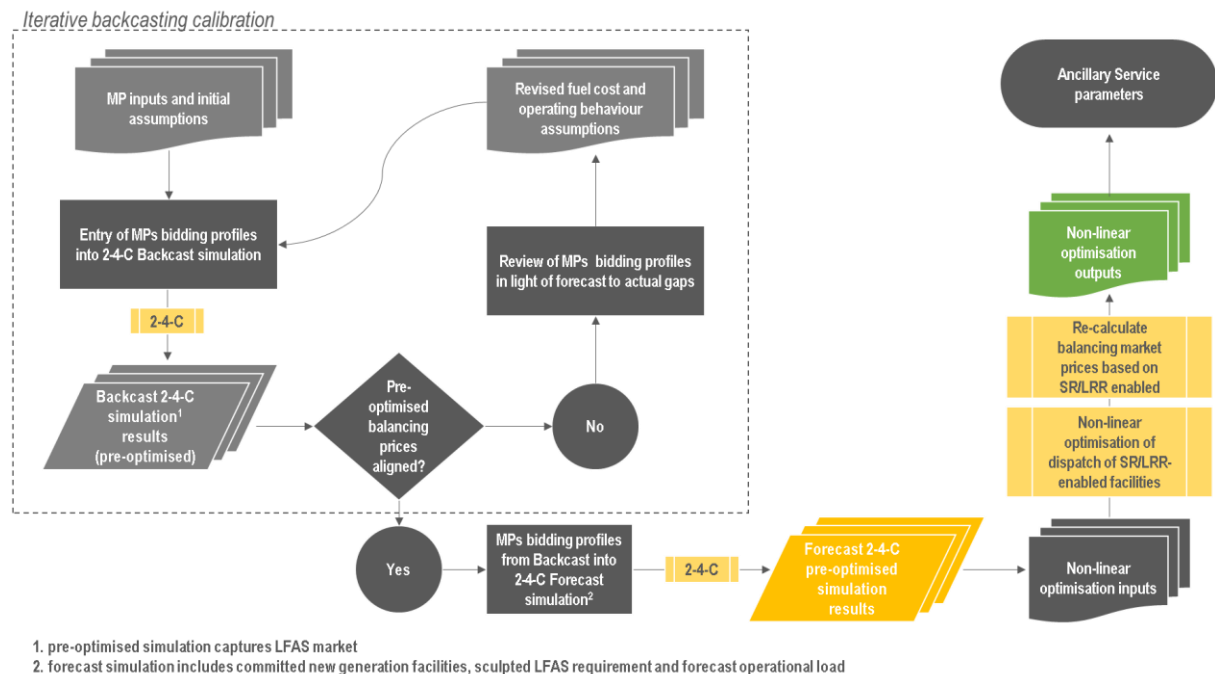 Iterative backcasting calibration
MP inputs and initial
assumptions
Revised fuel cost and
operating behaviour
assumptions
Ancillary Service
parameters
Entry of MPs bidding profiles
into 2-4-C Backcast simulation
Review of MPs bidding profiles
in light of forecast to actual gaps
Non-linear
optimisation
outputs
2-4-C
Re-calculate
balancing market
prices based on
SR/LRR enabled
Backcast 2-4-C
simulation1
results
(pre-optimised)
Pre-
optimised
balancing
prices
aligned?
No
Non-linear
optimisation of
dispatch of SR/LRR-
enabled facilities
Yes
MPs bidding profiles
from Backcast into
2-4-C Forecast
simulation2
2-4-C
Forecast 2-4-C
pre-optimised
simulation
results
Non-linear
optimisation inputs
1. pre-optimised simulation captures LFAS market
2. forecast simulation includes committed new generation facilities, sculpted LFAS requirement and forecast operational load